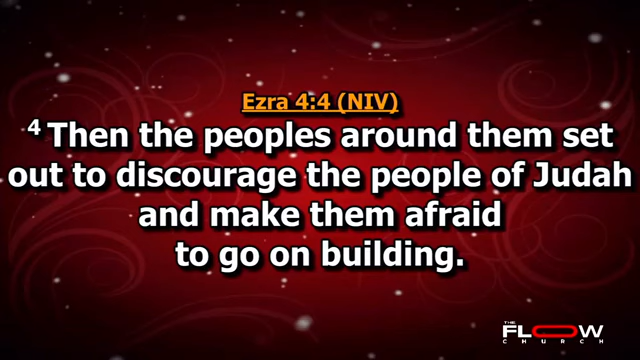 Ezra 4:4 (NIV)
4 Then the peoples around them set
out to discourage the people of Judah
and make them afraid
to go on building.
THE
FLOW
CHURCH